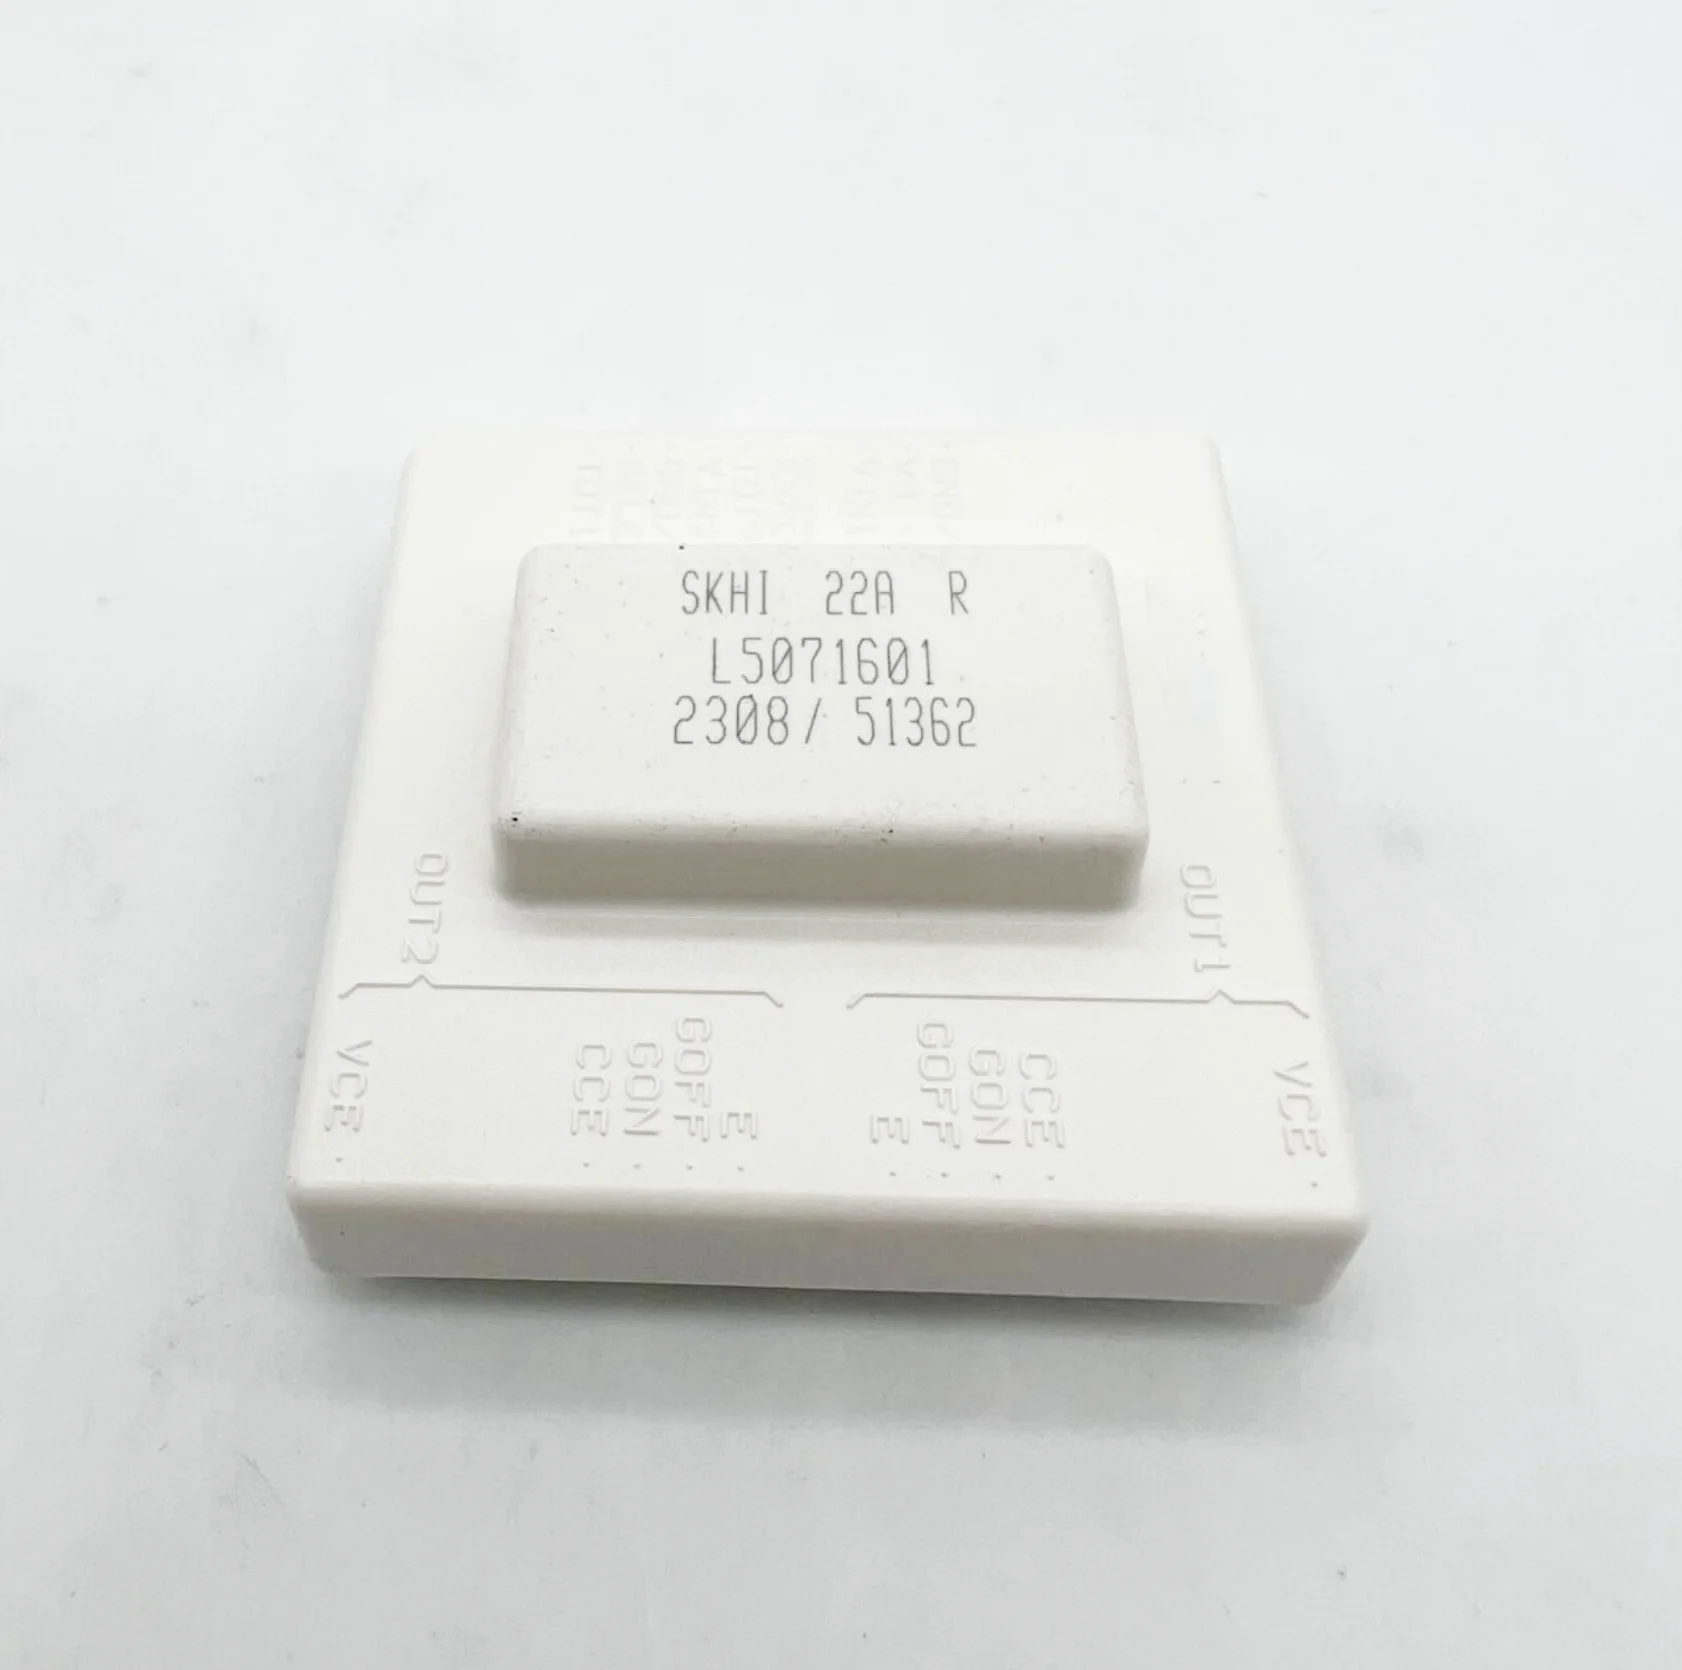 SKHI 22A R
L5071601
2308/ 51362
OUT2
OUT1
VCE
CCE
GON
GOFF
E
E
GOFF
GON
CCE
VCE